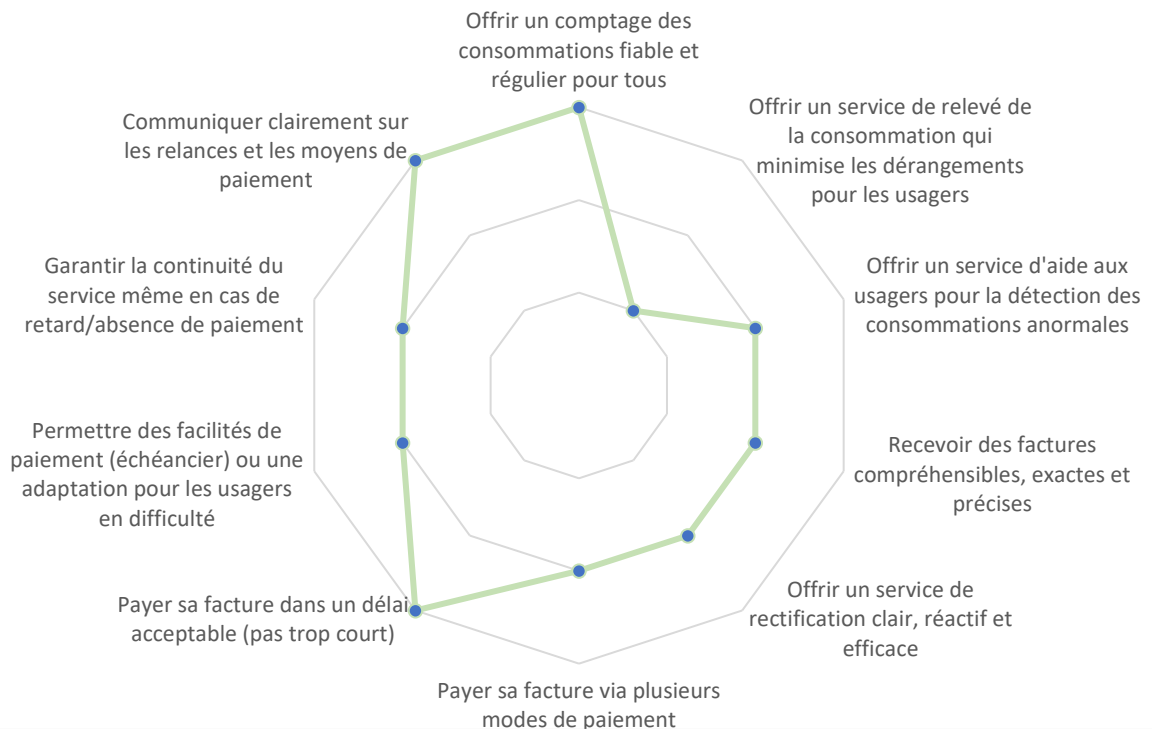 Offrir un comptage des
consommations fiable et
régulier pour tous
Offrir un service de relevé de
la consommation qui
minimise les dérangements
pour les usagers
Offrir un service d'aide aux
usagers pour la détection des
consommations anormales
Recevoir des factures
compréhensibles, exactes et
précises
Offrir un service de
rectification clair, réactif et
efficace
Payer sa facture via plusieurs
modes de paiement
Payer sa facture dans un délai
acceptable (pas trop court)
Permettre des facilités de
paiement (échéancier) ou une
adaptation pour les usagers
en difficulté
Garantir la continuité du
service même en cas de
retard/absence de paiement
Communiquer clairement sur
les relances et les moyens de
paiement